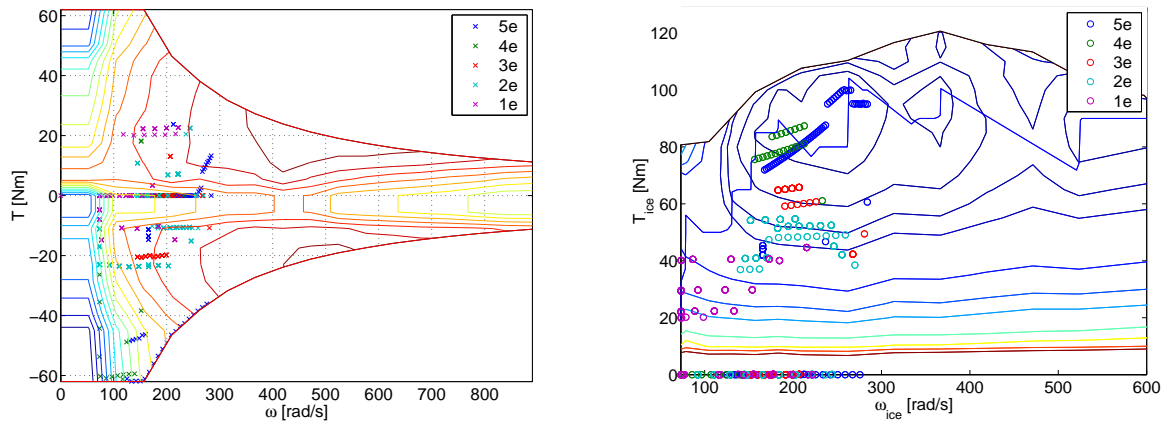 60
40
20
0
−20
−40
−60
T [Nm]
0 100 200 300 400 500 600 700 800
ω [rad/s]
5e
4e
3e
2e
1e
120
100
80
60
40
20
0
T_ice [Nm]
100 200 300 400 500 600
ω_ice [rad/s]
5e
4e
3e
2e
1e